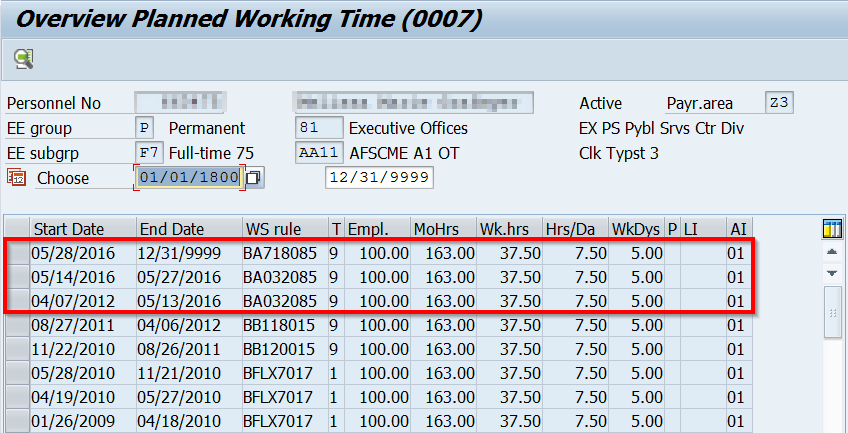 Overview Planned Working Time (0007)
Personnel No Active Payr.area Z3
EE group P Permanent 81 Executive Offices EX PS Pybl Srvs Ctr Div
EE subgrp F7 Full-time 75 AA11 AFSCME A1 OT Clk Typst 3
12 Choose 01/01/1800 12/31/9999
Start Date End Date WS rule T Empl. MoHrs Wk.hrs Hrs/Da WkDys P LI AI
05/28/2016 12/31/9999 BA718085 9 100.00 163.00 37.50 7.50 5.00 01
05/14/2016 05/27/2016 BA032085 9 100.00 163.00 37.50 7.50 5.00 01
04/07/2012 05/13/2016 BA032085 9 100.00 163.00 37.50 7.50 5.00 01
08/27/2011 04/06/2012 BB118015 9 100.00 163.00 37.50 7.50 5.00 01
11/22/2010 08/26/2011 BB120015 9 100.00 163.00 37.50 7.50 5.00 01
05/28/2010 11/21/2010 BFLX7017 1 100.00 163.00 37.50 7.50 5.00 01
04/19/2010 05/27/2010 BFLX7017 1 100.00 163.00 37.50 7.50 5.00 01
01/26/2009 04/18/2010 BFLX7017 1 100.00 163.00 37.50 7.50 5.00 01